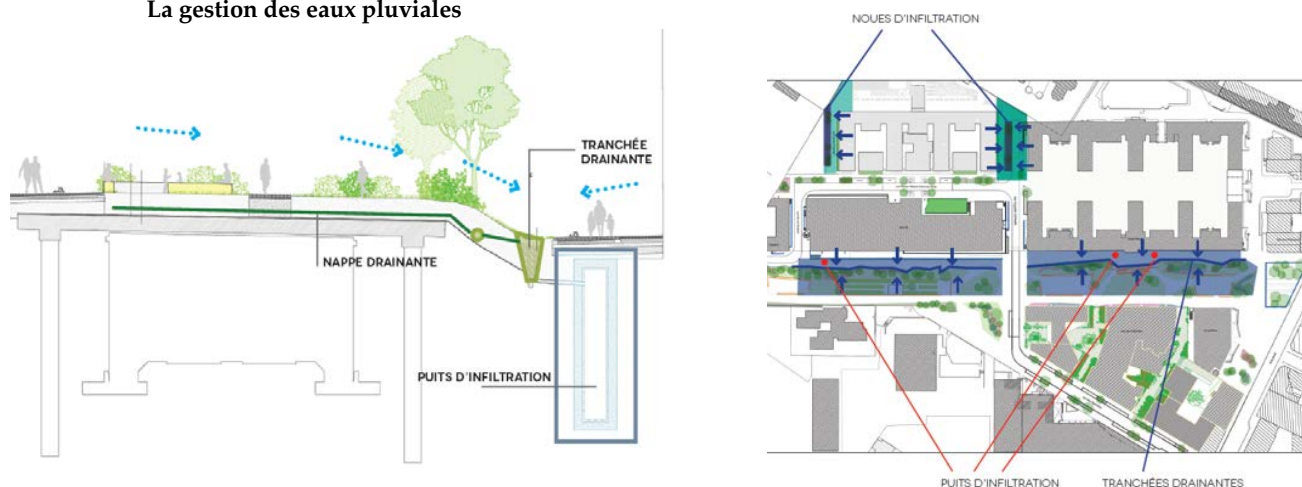 La gestion des eaux pluviales
TRANCHÉE
DRAINANTE
NAPPE DRAINANTE
PUITS D'INFILTRATION
NOUES D'INFILTRATION
PUITS D'INFILTRATION
TRANCHÉES DRAINANTES